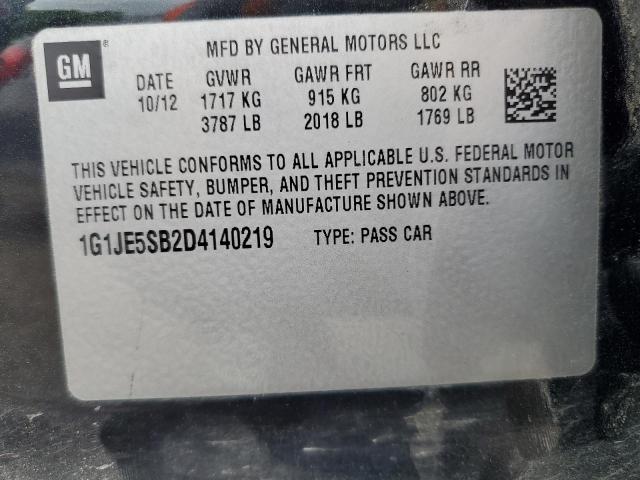 GM ® MFD BY GENERAL MOTORS LLC
DATE GVWR GAWR FRT GAWR RR
10/12 1717 KG 915 KG 802 KG
3787 LB 2018 LB 1769 LB
THIS VEHICLE CONFORMS TO ALL APPLICABLE U.S. FEDERAL MOTOR
VEHICLE SAFETY, BUMPER, AND THEFT PREVENTION STANDARDS IN
EFFECT ON THE DATE OF MANUFACTURE SHOWN ABOVE.
1G1JE5SB2D4140219 TYPE: PASS CAR